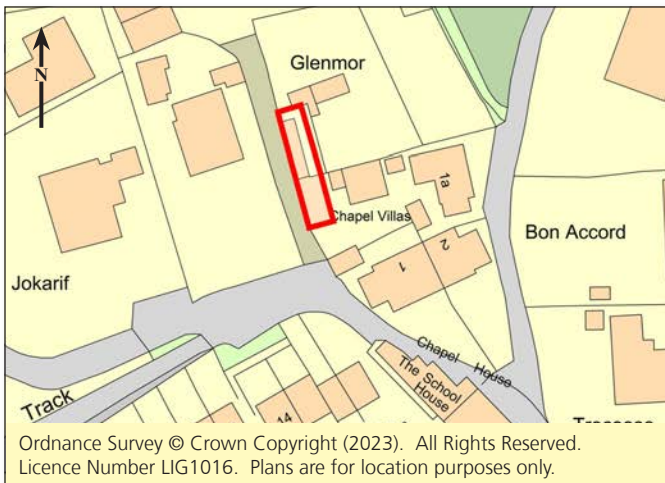 N
Glenmor
1a
Chapel Villas
2
1
Bon Accord
Jokarif
Chapel House
The School
House
Track
14
Ordnance Survey © Crown Copyright (2023). All Rights Reserved.
Licence Number LIG1016. Plans are for location purposes only.